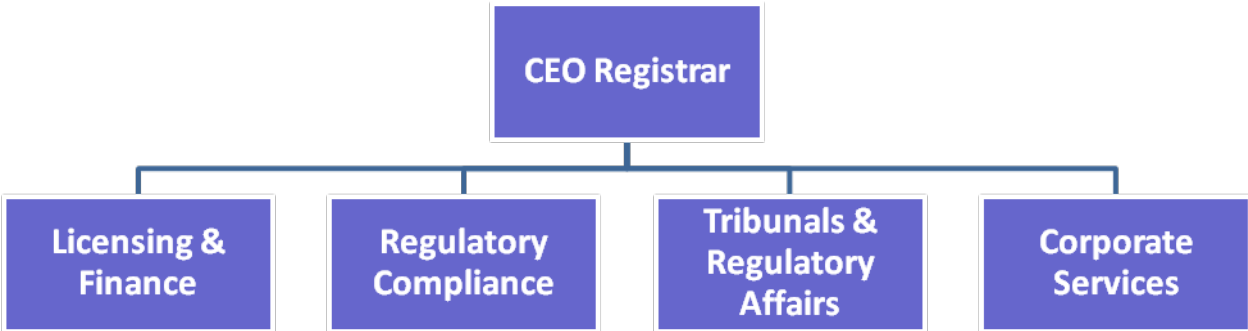 CEO Registrar
Licensing &
Finance
Regulatory
Compliance
Tribunals &
Regulatory
Affairs
Corporate
Services